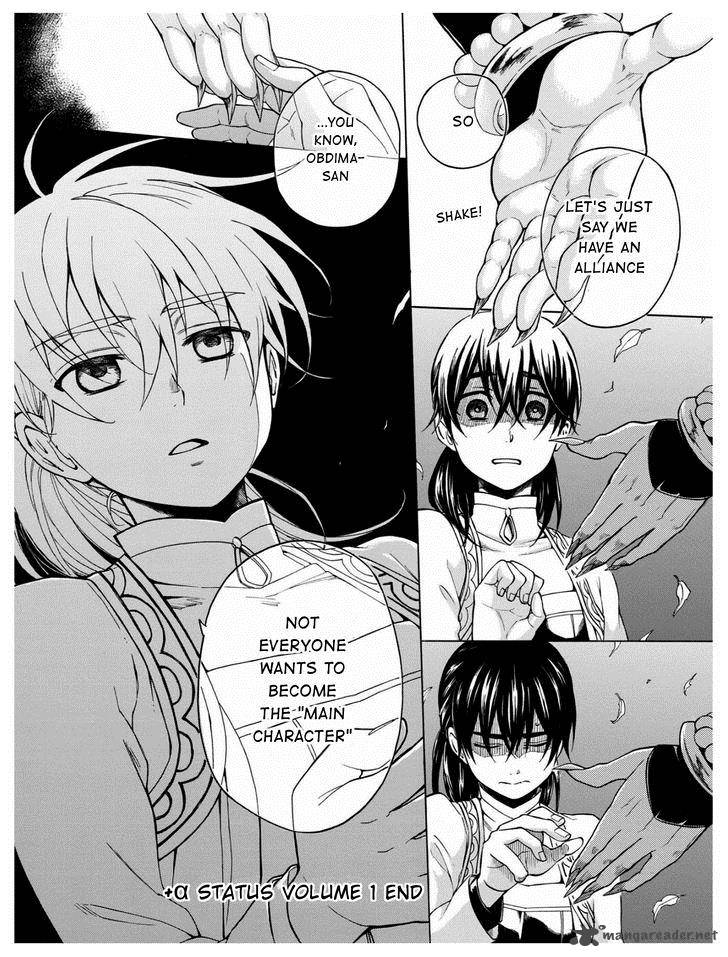 SO
LET'S JUST
SAY WE
HAVE AN
ALLIANCE
SHAKE!
...YOU
KNOW,
OBDIMA-
SAN
NOT
EVERYONE
WANTS TO
BECOME
THE "MAIN
CHARACTER"
+α STATUS VOLUME 1 END
mangareader.net